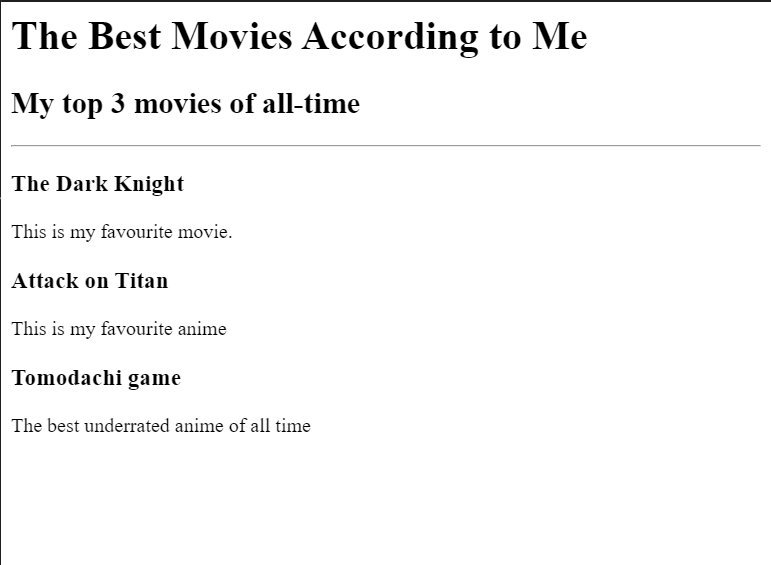 The Best Movies According to Me
My top 3 movies of all-time
The Dark Knight
This is my favourite movie.
Attack on Titan
This is my favourite anime
Tomodachi game
The best underrated anime of all time